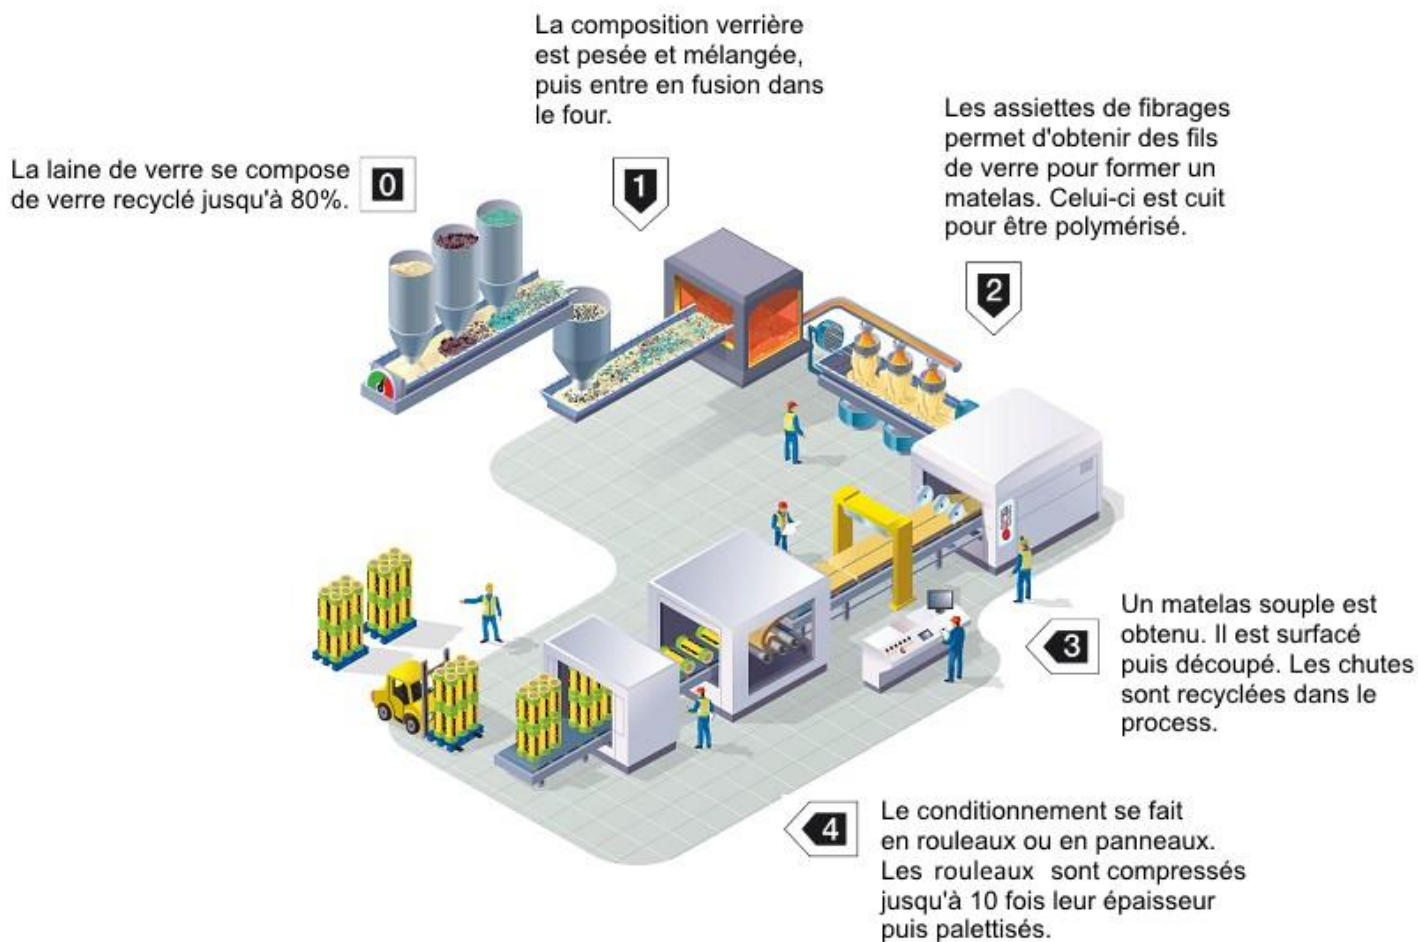 La composition verrière
est pesée et mélangée,
puis entre en fusion dans
le four.
Les assiettes de fibrages
permet d'obtenir des fils
de verre pour former un
matelas. Celui-ci est cuit
pour être polymérisé.
La laine de verre se compose
de verre recyclé jusqu'à 80%.
0
1
2
Un matelas souple est
obtenu. Il est surfacé
puis découpé. Les chutes
sont recyclées dans le
process.
3
4
Le conditionnement se fait
en rouleaux ou en panneaux.
Les rouleaux sont compressés
jusqu'à 10 fois leur épaisseur
puis palettisés.